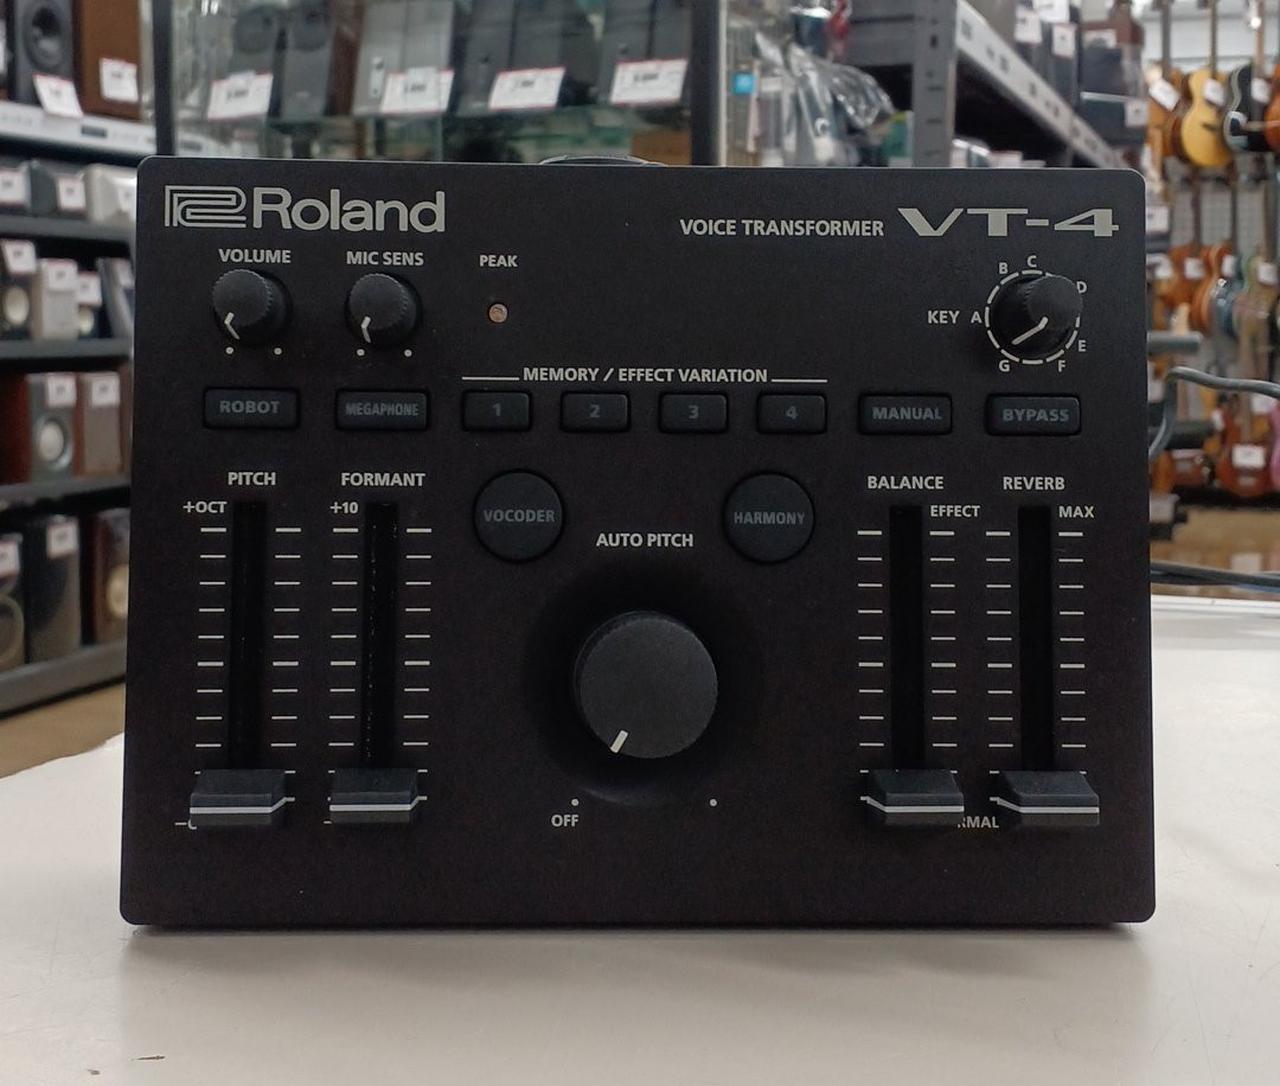 Roland
VOICE TRANSFORMER VT-4
VOLUME MIC SENS PEAK
KEY A B C D E F G
MEMORY / EFFECT VARIATION
ROBOT MEGAPHONE 1 2 3 4 MANUAL BYPASS
PITCH FORMANT VOCODER HARMONY BALANCE REVERB
+OCT +10 EFFECT MAX
AUTO PITCH
OFF